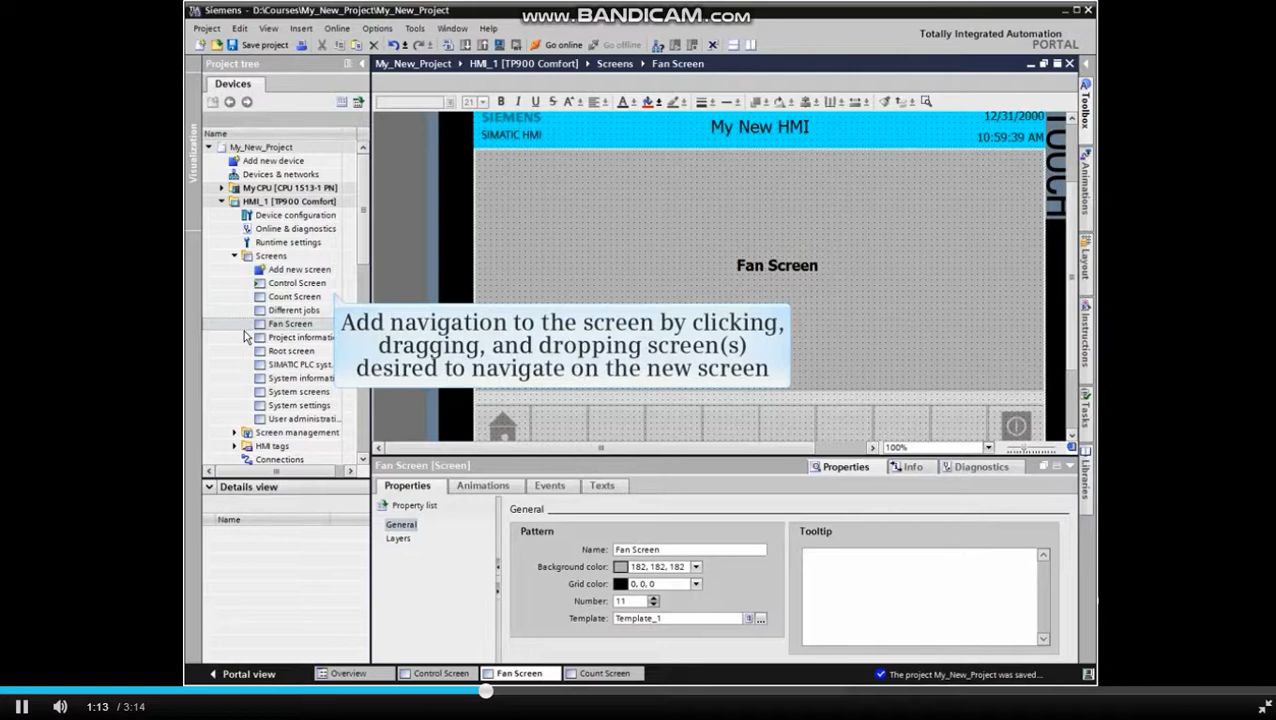 Siemens - D:\Courses\My_New_Project\My_New_Project
www.BANDICAM.com
Project Edit View Insert Online Options Tools Window Help
Totally Integrated Automation
PORTAL
Save project
Go online
Go offline
Project tree
My_New_Project HMI_1 [TP900 Comfort] Screens Fan Screen
Devices
21
B I U S A A
Name
My_New_Project
Add new device
Devices & networks
My CPU [CPU 1513-1 PN]
HMI_1 [TP900 Comfort]
Device configuration
Online & diagnostics
Runtime settings
Screens
Add new screen
Control Screen
Count Screen
Different jobs
Fan Screen
Project informati
Root screen
SIMATIC PLC syst.
System informati
System screens
System settings
User administrati..
Screen management
HMI tags
Connections
Visualization
SIEMENS
SIMATIC HMI
My New HMI
12/31/2000
10:59:39 AM
TOUCH
Fan Screen
Add navigation to the screen by clicking,
dragging, and dropping screen(s)
desired to navigate on the new screen
100%
Toolbox
Animations
Layout
Instructions
Tasks
Libraries
Fan Screen [Screen]
Properties Info Diagnostics
Properties Animations Events Texts
Property list
General
Layers
General
Pattern
Name: Fan Screen
Background color: 182, 182, 182
Grid color: 0, 0, 0
Number: 11
Template: Template_1
Tooltip
Details view
Name
Portal view
Overview
Control Screen
Fan Screen
Count Screen
The project My_New_Project was saved...
1:13 / 3:14